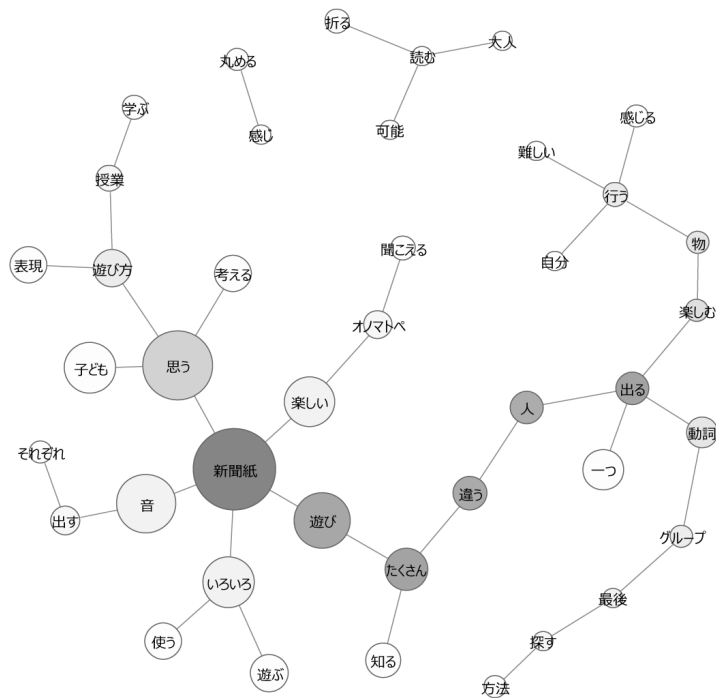 折る
大人
読む
丸める
学ぶ
感じる
可能
感じ
難しい
授業
行う
物
聞こえる
自分
表現
遊び方
考える
楽しむ
オノマトペ
思う
子ども
出る
楽しい
人
動詞
それぞれ
新聞紙
一つ
違う
音
出す
遊び
グループ
たくさん
いろいろ
最後
使う
探す
知る
遊ぶ
方法